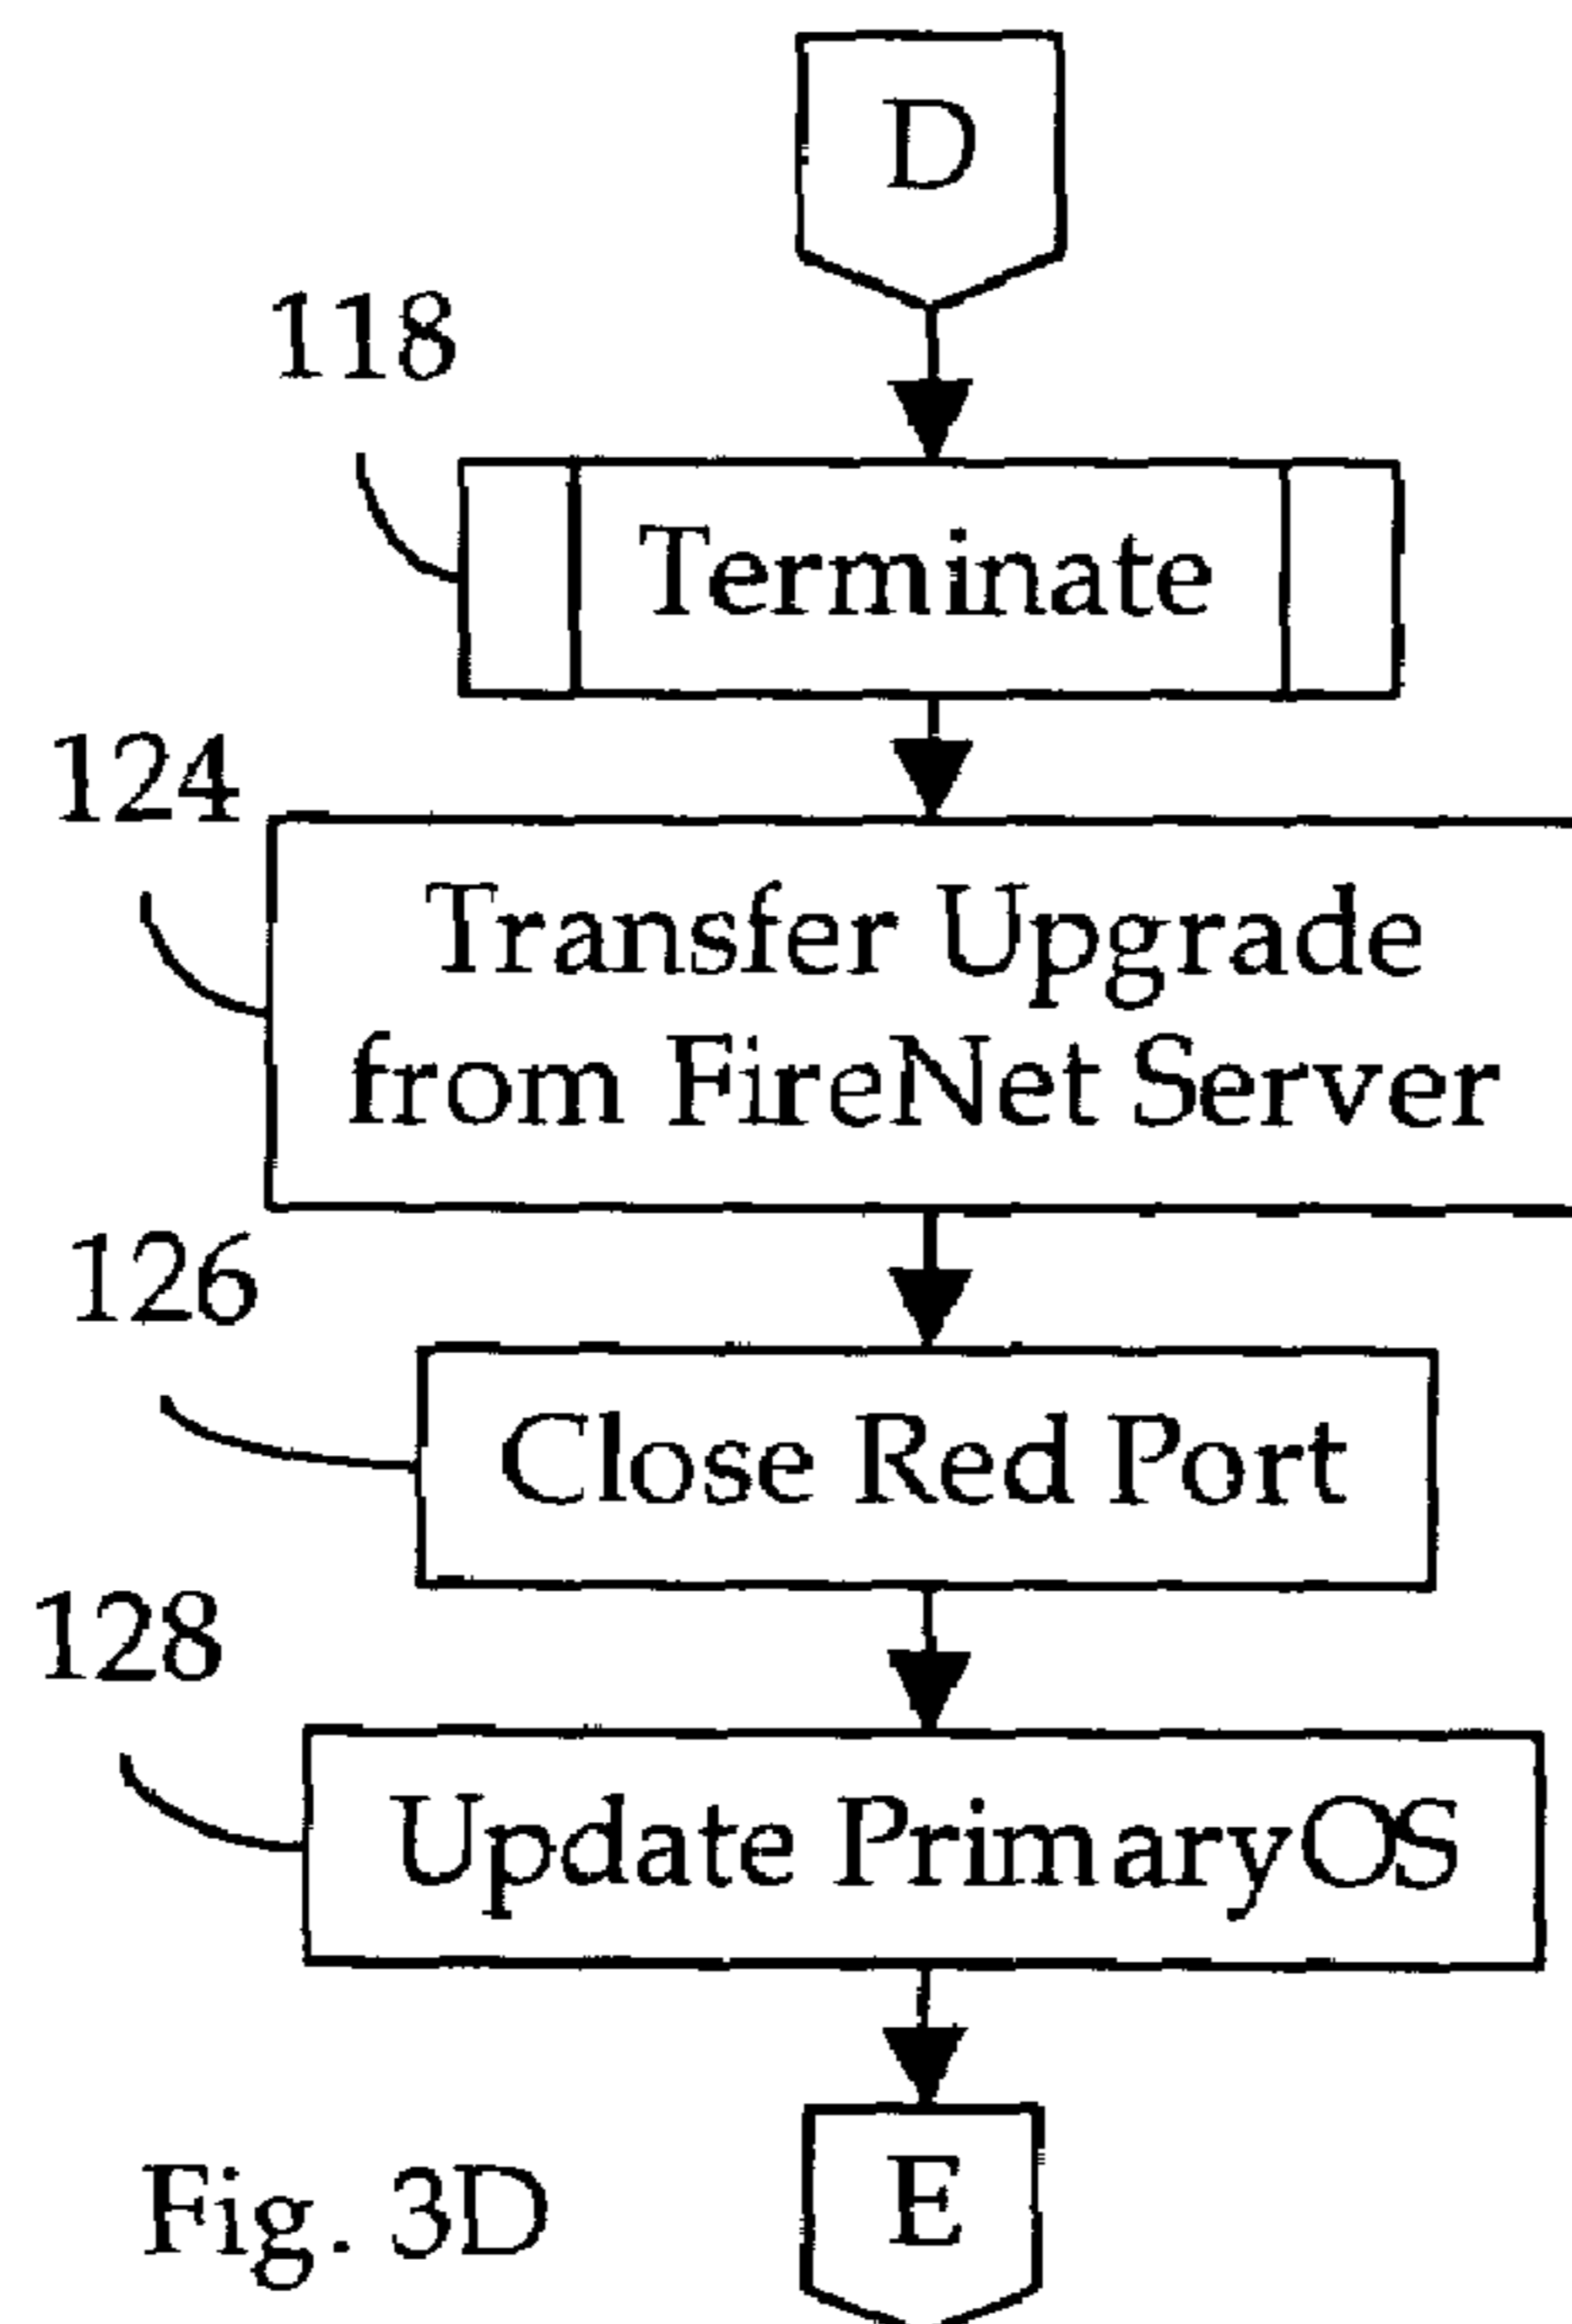 D
118
Terminate
124
Transfer Upgrade
from FireNet Server
126
Close Red Port
128
Update PrimaryOS
Fig. 3D
E